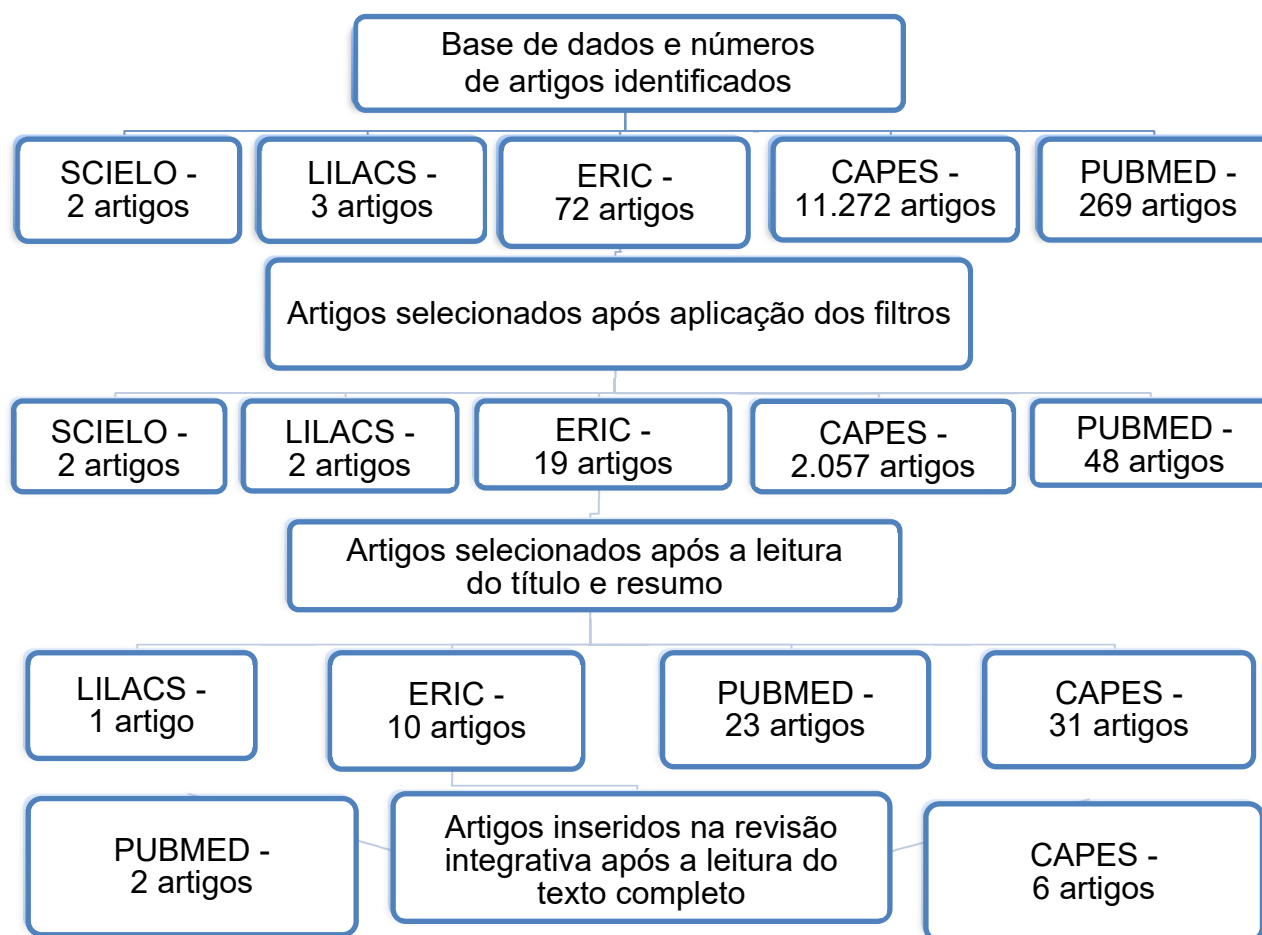 Base de dados e números
de artigos identificados
SCIELO -
2 artigos
LILACS -
3 artigos
ERIC -
72 artigos
CAPES -
11.272 artigos
PUBMED -
269 artigos
Artigos selecionados após aplicação dos filtros
SCIELO -
2 artigos
LILACS -
2 artigos
ERIC -
19 artigos
CAPES -
2.057 artigos
PUBMED -
48 artigos
Artigos selecionados após a leitura
do título e resumo
LILACS -
1 artigo
ERIC -
10 artigos
PUBMED -
23 artigos
CAPES -
31 artigos
PUBMED -
2 artigos
Artigos inseridos na revisão
integrativa após a leitura do
texto completo
CAPES -
6 artigos